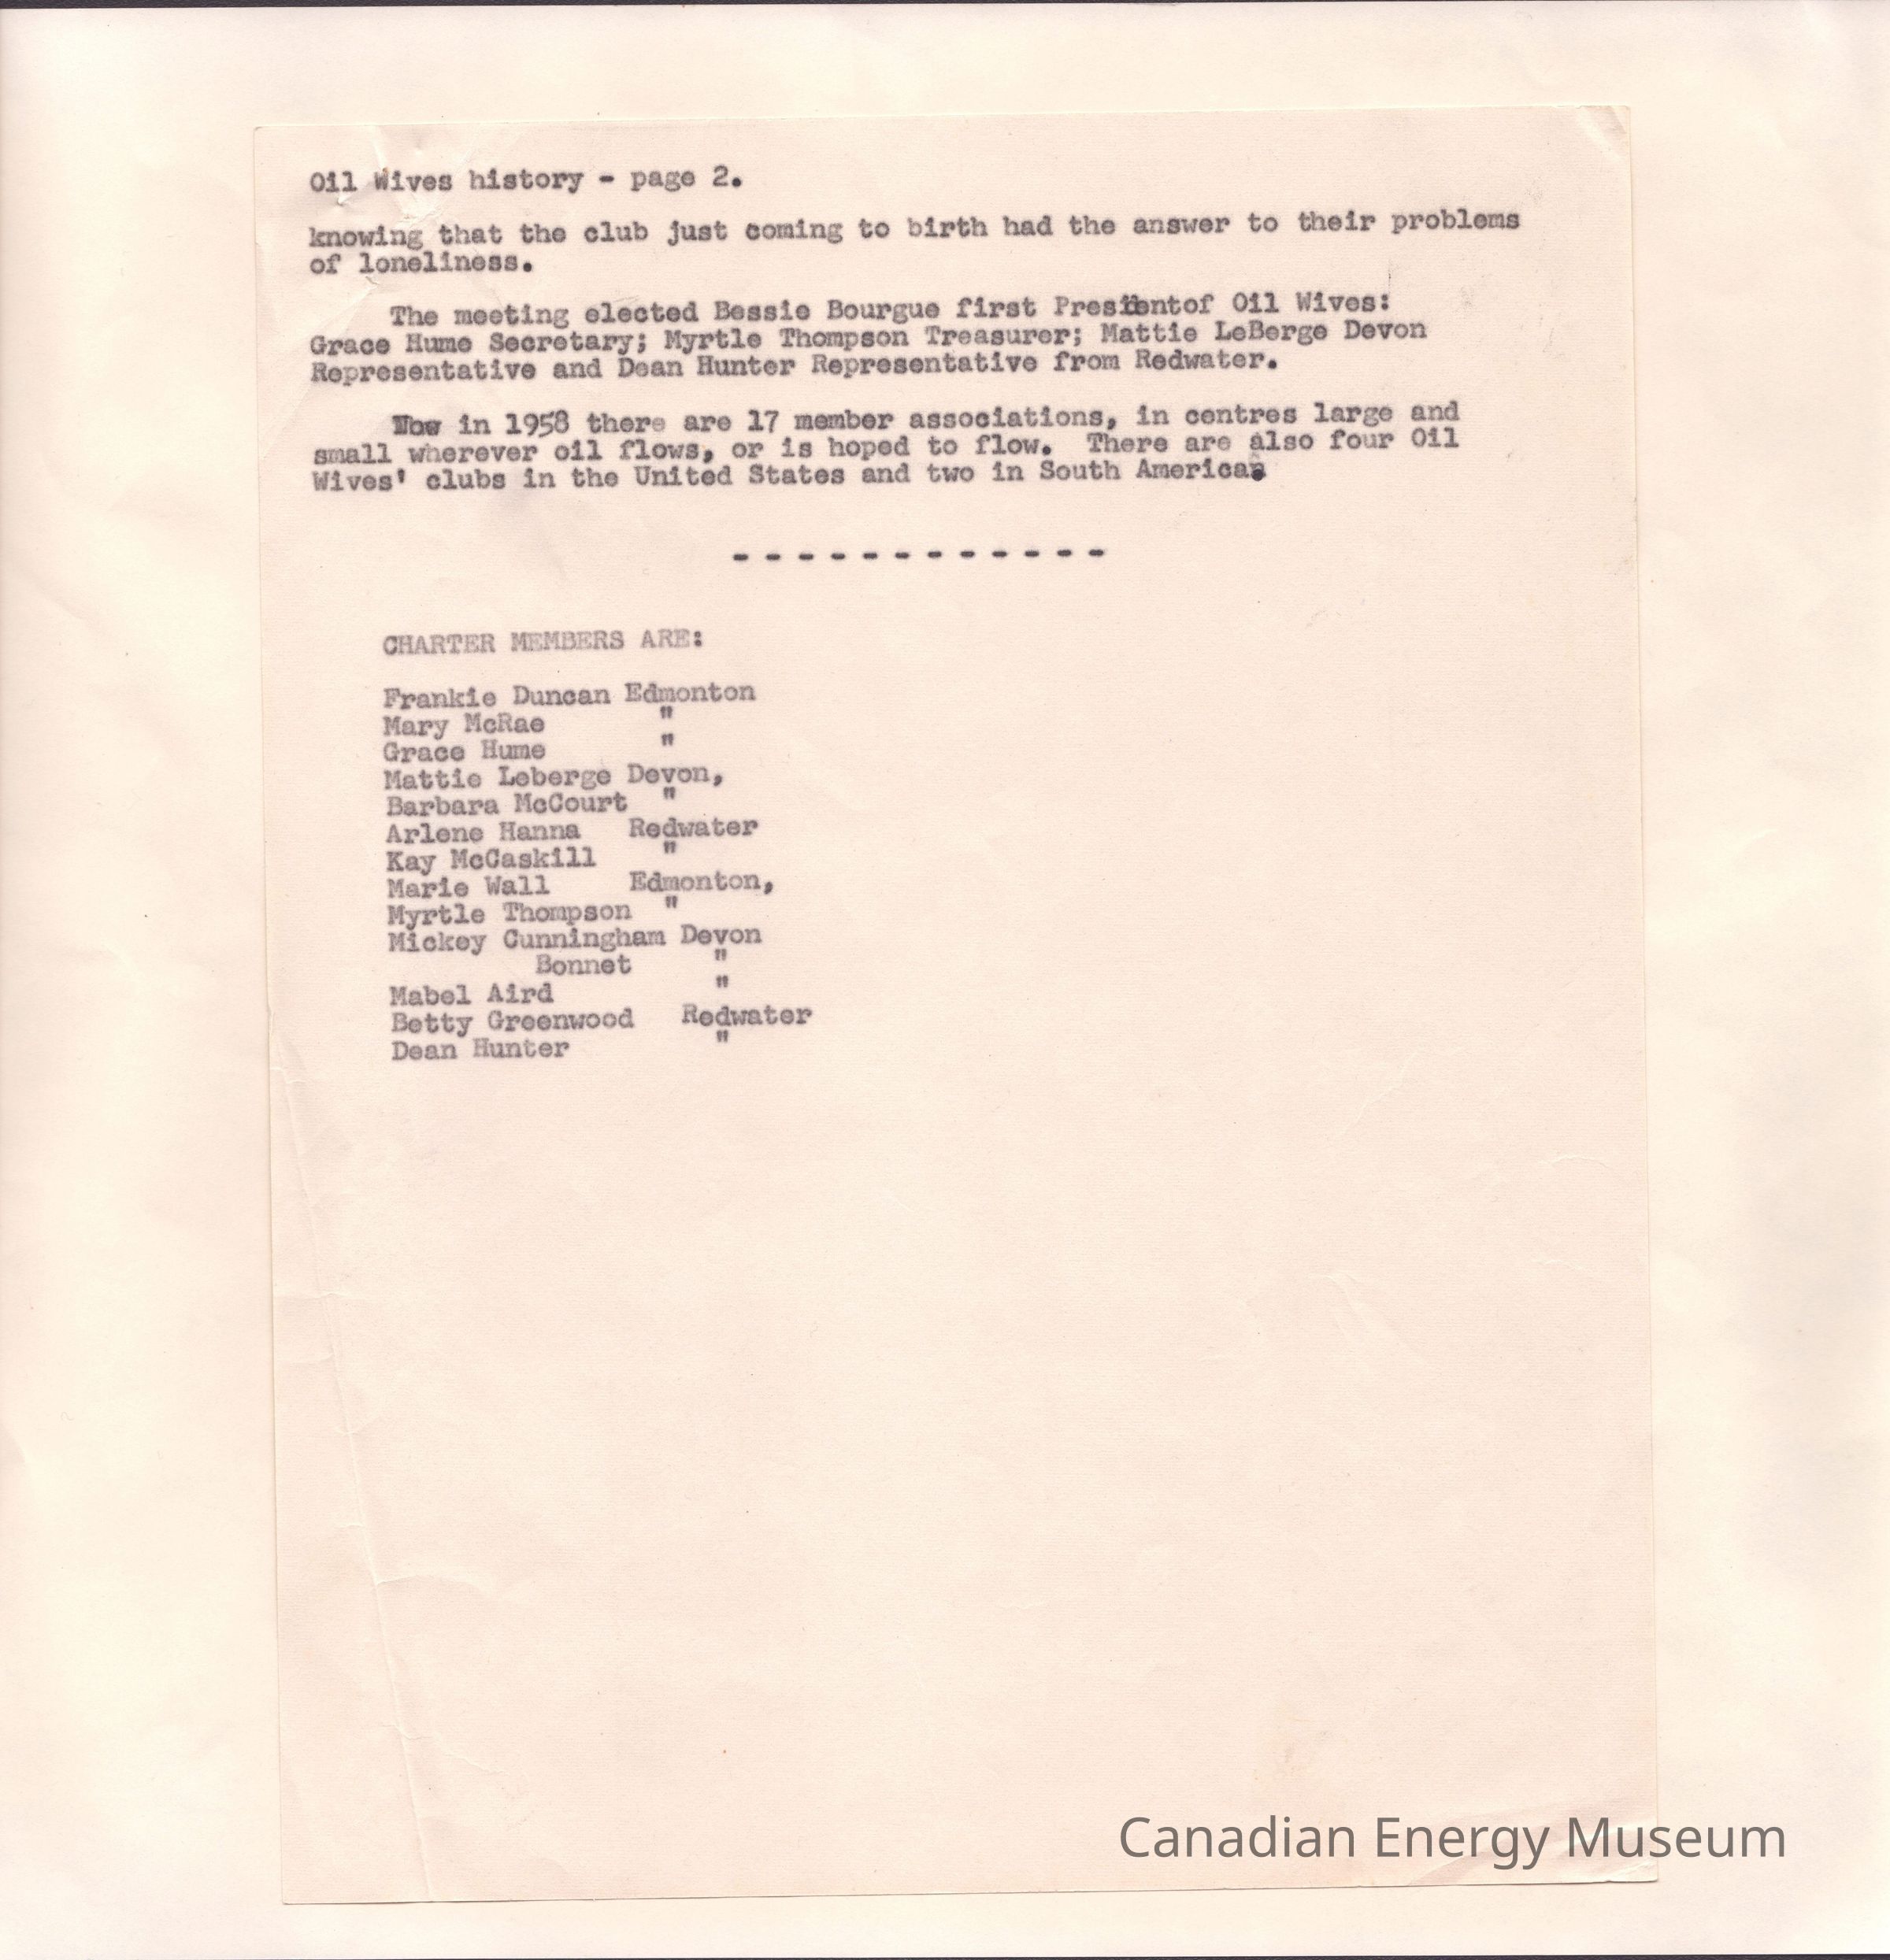 Oil Wives history - page 2.
knowing that the club just coming to birth had the answer to their problems
of loneliness.
The meeting elected Bessie Bourgue first Presidentof Oil Wives:
Grace Hume Secretary; Myrtle Thompson Treasurer; Mattie LeBerge Devon
Representative and Dean Hunter Representative from Redwater.
Now in 1958 there are 17 member associations, in centres large and
small wherever oil flows, or is hoped to flow.  There are also four Oil
Wives' clubs in the United States and two in South America.
- - - - - - - - - - - -
CHARTER MEMBERS ARE:
Frankie Duncan Edmonton
Mary McRae "
Grace Hume "
Mattie Leberge Devon,
Barbara McCourt "
Arlene Hanna Redwater
Kay McCaskill "
Marie Wall Edmonton,
Myrtle Thompson "
Mickey Cunningham Devon
Bonnet "
Mabel Aird "
Betty Greenwood Redwater
Dean Hunter "
Canadian Energy Museum